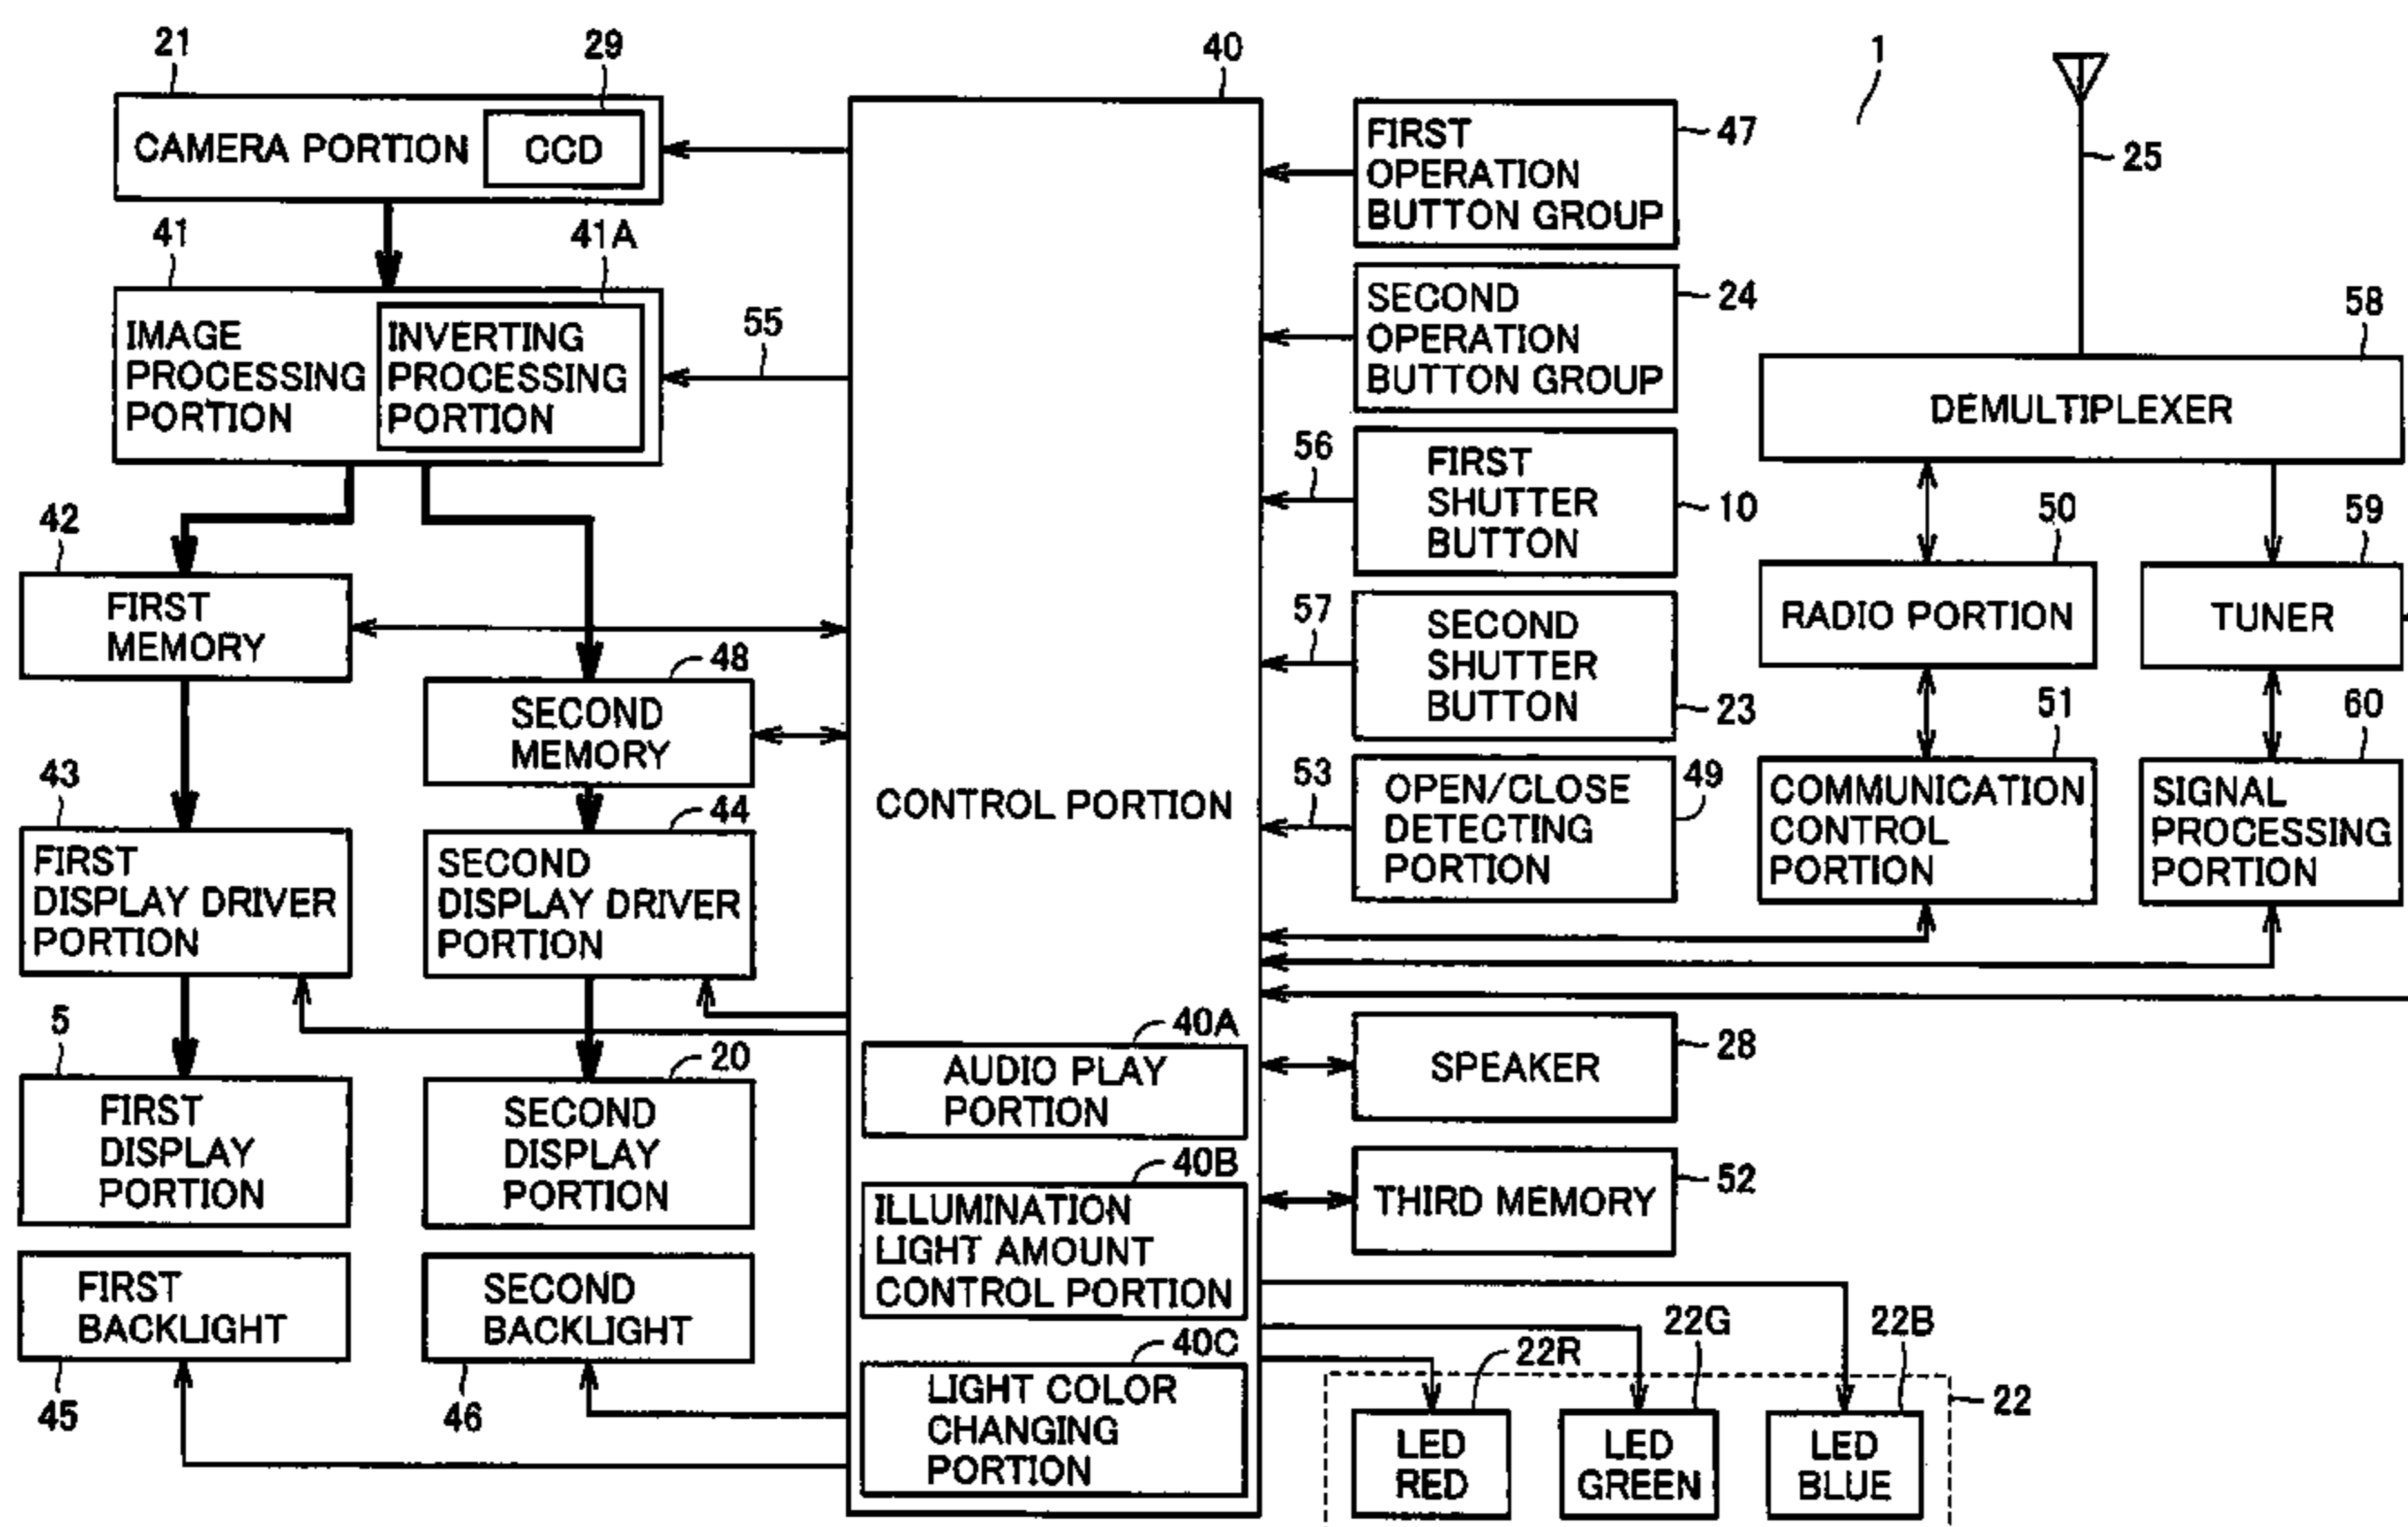 21
29
CAMERA PORTION
CCD
41
41A
IMAGE
PROCESSING
PORTION
INVERTING
PROCESSING
PORTION
55
42
FIRST
MEMORY
48
SECOND
MEMORY
43
FIRST
DISPLAY DRIVER
PORTION
44
SECOND
DISPLAY DRIVER
PORTION
5
FIRST
DISPLAY
PORTION
20
SECOND
DISPLAY
PORTION
FIRST
BACKLIGHT
45
SECOND
BACKLIGHT
46
40
CONTROL PORTION
40A
AUDIO PLAY
PORTION
40B
ILLUMINATION
LIGHT AMOUNT
CONTROL PORTION
40C
LIGHT COLOR
CHANGING
PORTION
FIRST
OPERATION
BUTTON GROUP
47
SECOND
OPERATION
BUTTON GROUP
24
56
FIRST
SHUTTER
BUTTON
10
57
SECOND
SHUTTER
BUTTON
23
53
OPEN/CLOSE
DETECTING
PORTION
49
SPEAKER
28
THIRD MEMORY
52
22R
22G
22B
22
LED
RED
LED
GREEN
LED
BLUE
1
25
58
DEMULTIPLEXER
50
RADIO PORTION
59
TUNER
51
COMMUNICATION
CONTROL
PORTION
60
SIGNAL
PROCESSING
PORTION